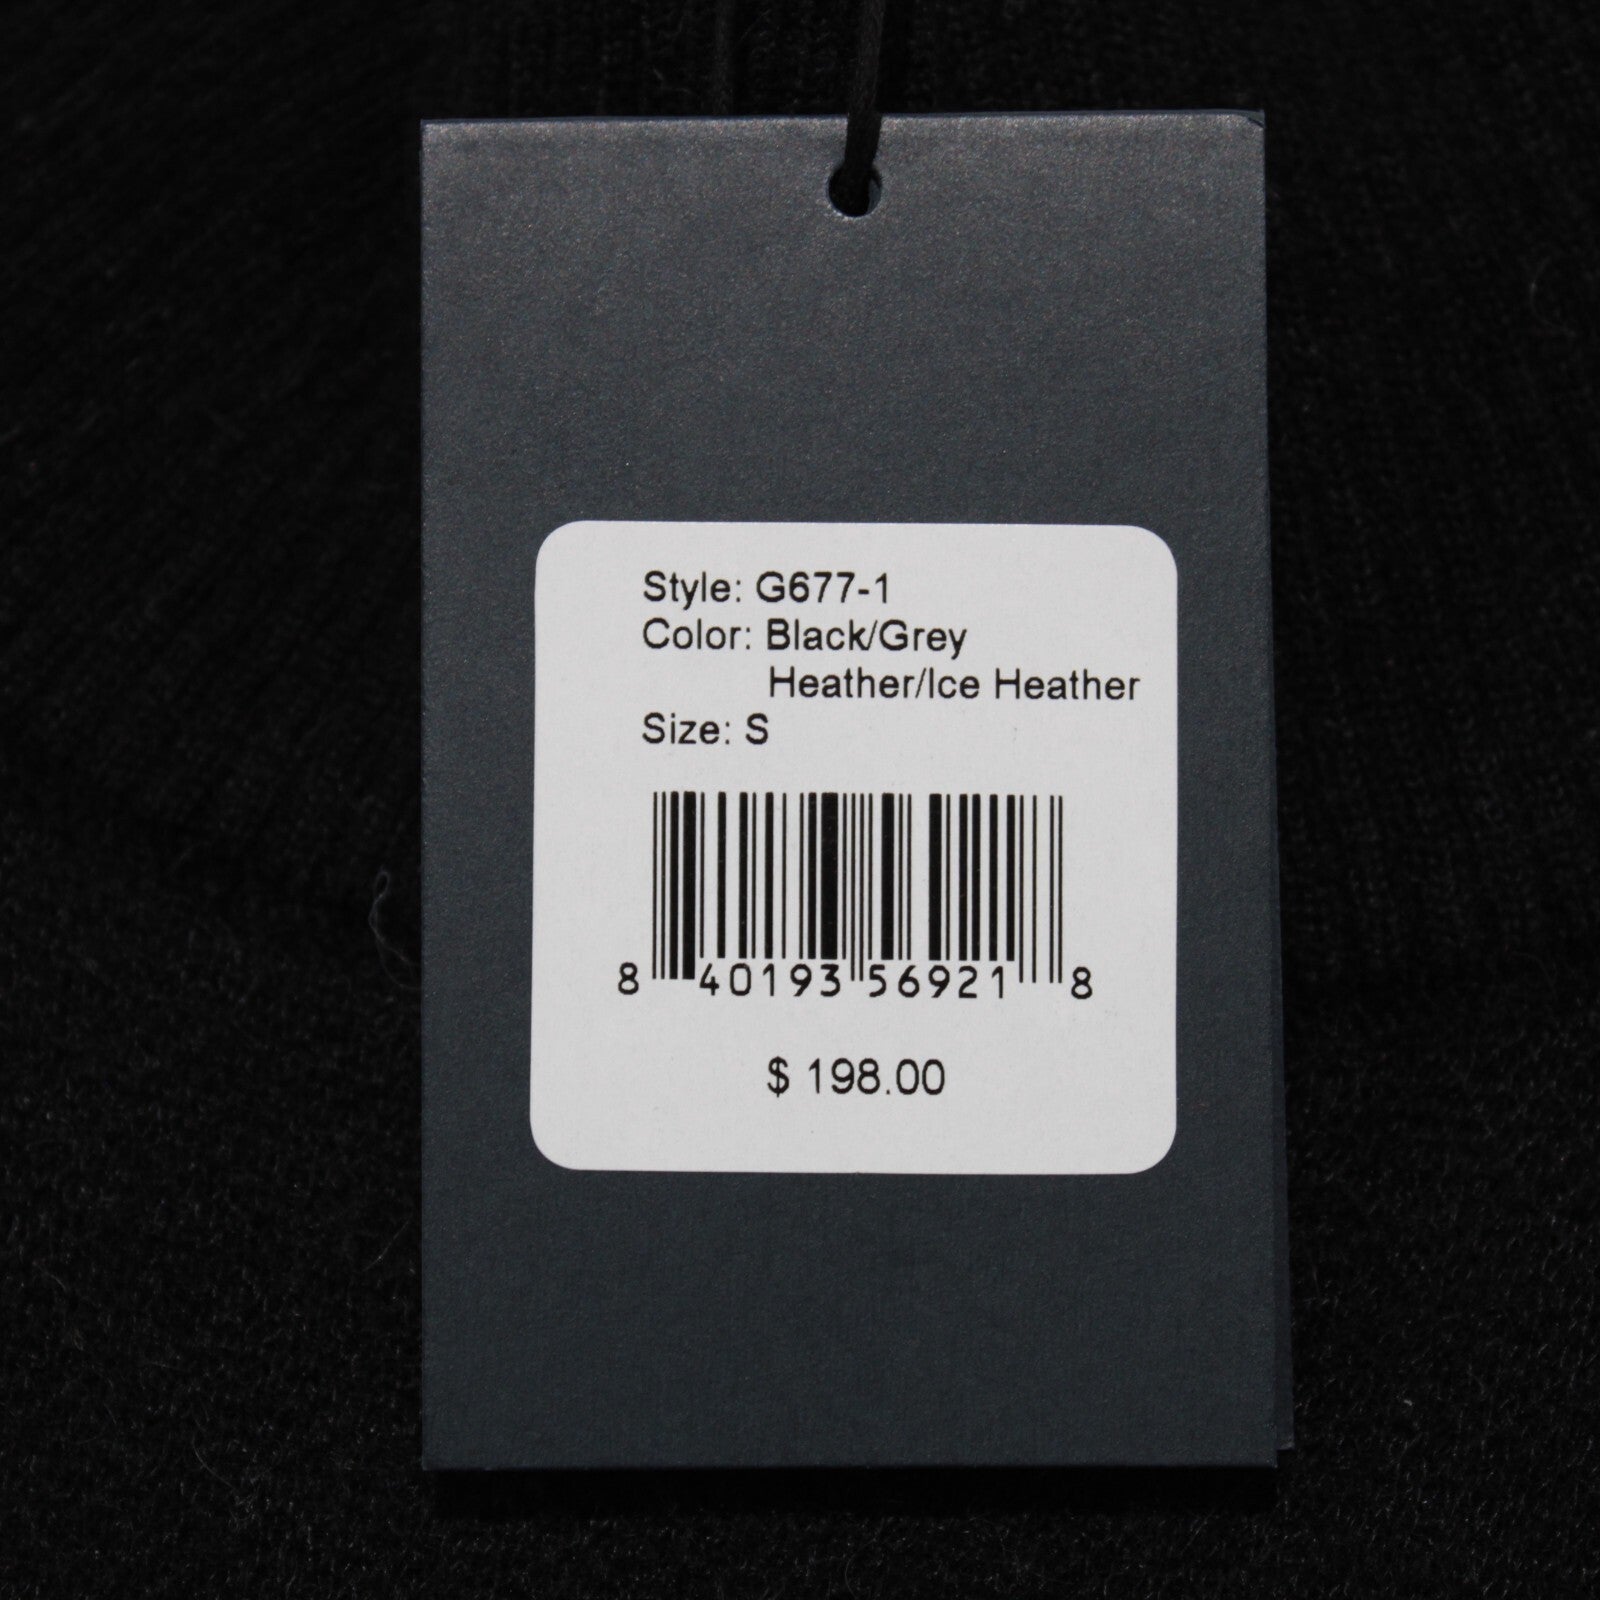 Style: G677-1
Color: Black/Grey
Heather/Ice Heather
Size: S
8 40193 56921 8
$ 198.00